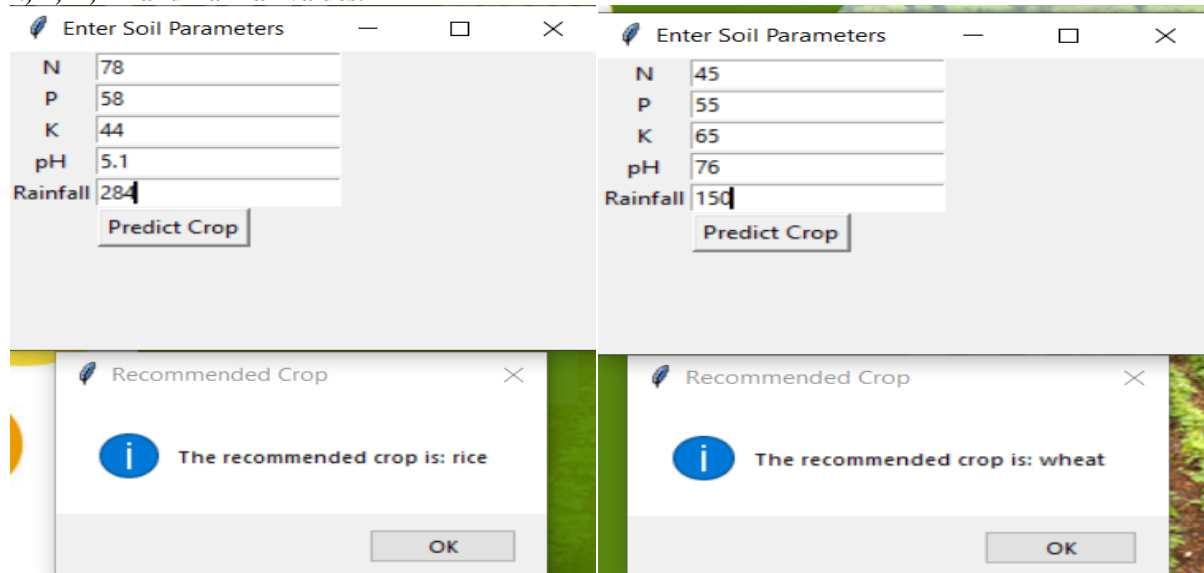 Enter Soil Parameters
N 78
P 58
K 44
pH 5.1
Rainfall 284
Predict Crop
Recommended Crop
The recommended crop is: rice
OK
Enter Soil Parameters
N 45
P 55
K 65
pH 76
Rainfall 150
Predict Crop
Recommended Crop
The recommended crop is: wheat
OK